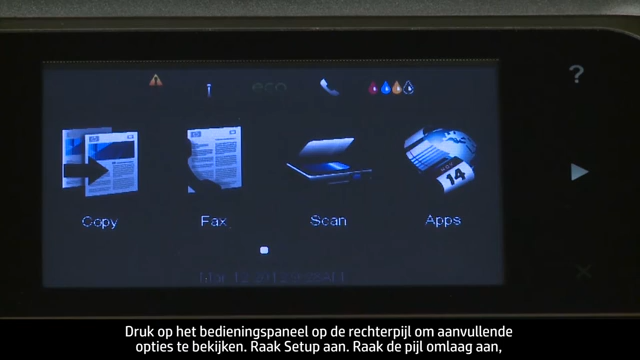 eco
?
Copy
Fax
Scan
14
Apps
Druk op het bedieningspaneel op de rechterpijl om aanvullende
opties te bekijken. Raak Setup aan. Raak de pijl omlaag aan,